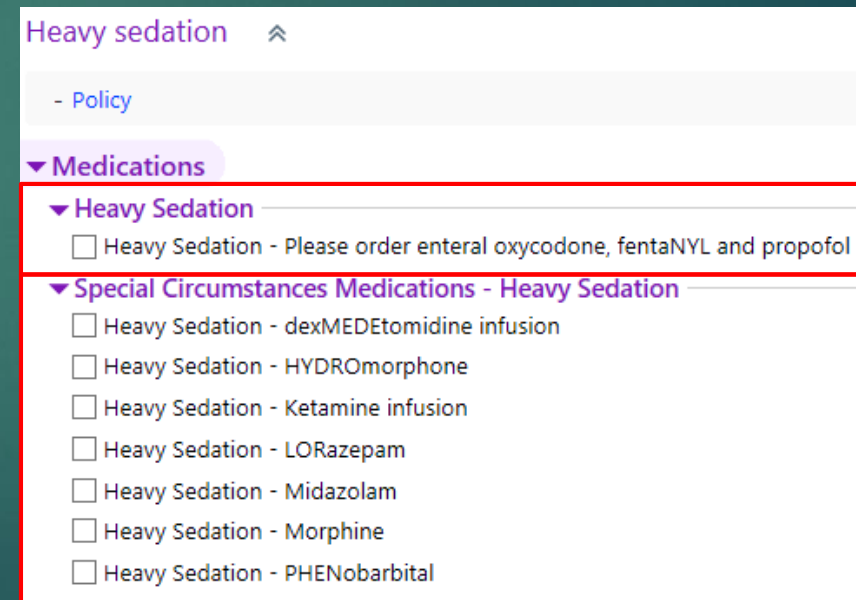 Heavy sedation
- Policy
Medications
Heavy Sedation
Heavy Sedation - Please order enteral oxycodone, fentaNYL and propofol
Special Circumstances Medications - Heavy Sedation
Heavy Sedation - dexMEDEtomidine infusion
Heavy Sedation - HYDROmorphone
Heavy Sedation - Ketamine infusion
Heavy Sedation - LORazepam
Heavy Sedation - Midazolam
Heavy Sedation - Morphine
Heavy Sedation - PHENobarbital